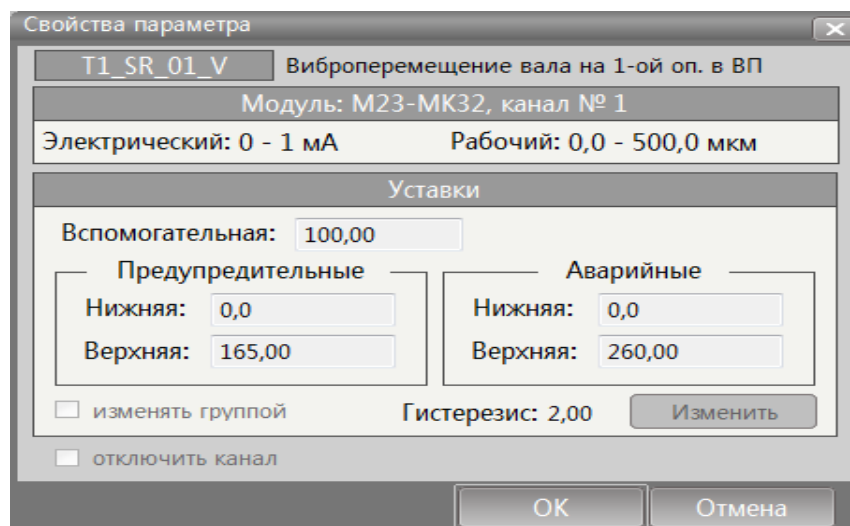 Свойства параметра
T1_SR_01_V Виброперемещение вала на 1-ой оп. в ВП
Модуль: М23-МК32, канал № 1
Электрический: 0 - 1 мА Рабочий: 0,0 - 500,0 мкм
Уставки
Вспомогательная: 100,00
Предупредительные Аварийные
Нижняя: 0,0 Нижняя: 0,0
Верхняя: 165,00 Верхняя: 260,00
изменять группой Гистерезис: 2,00 Изменить
отключить канал
OK Отмена